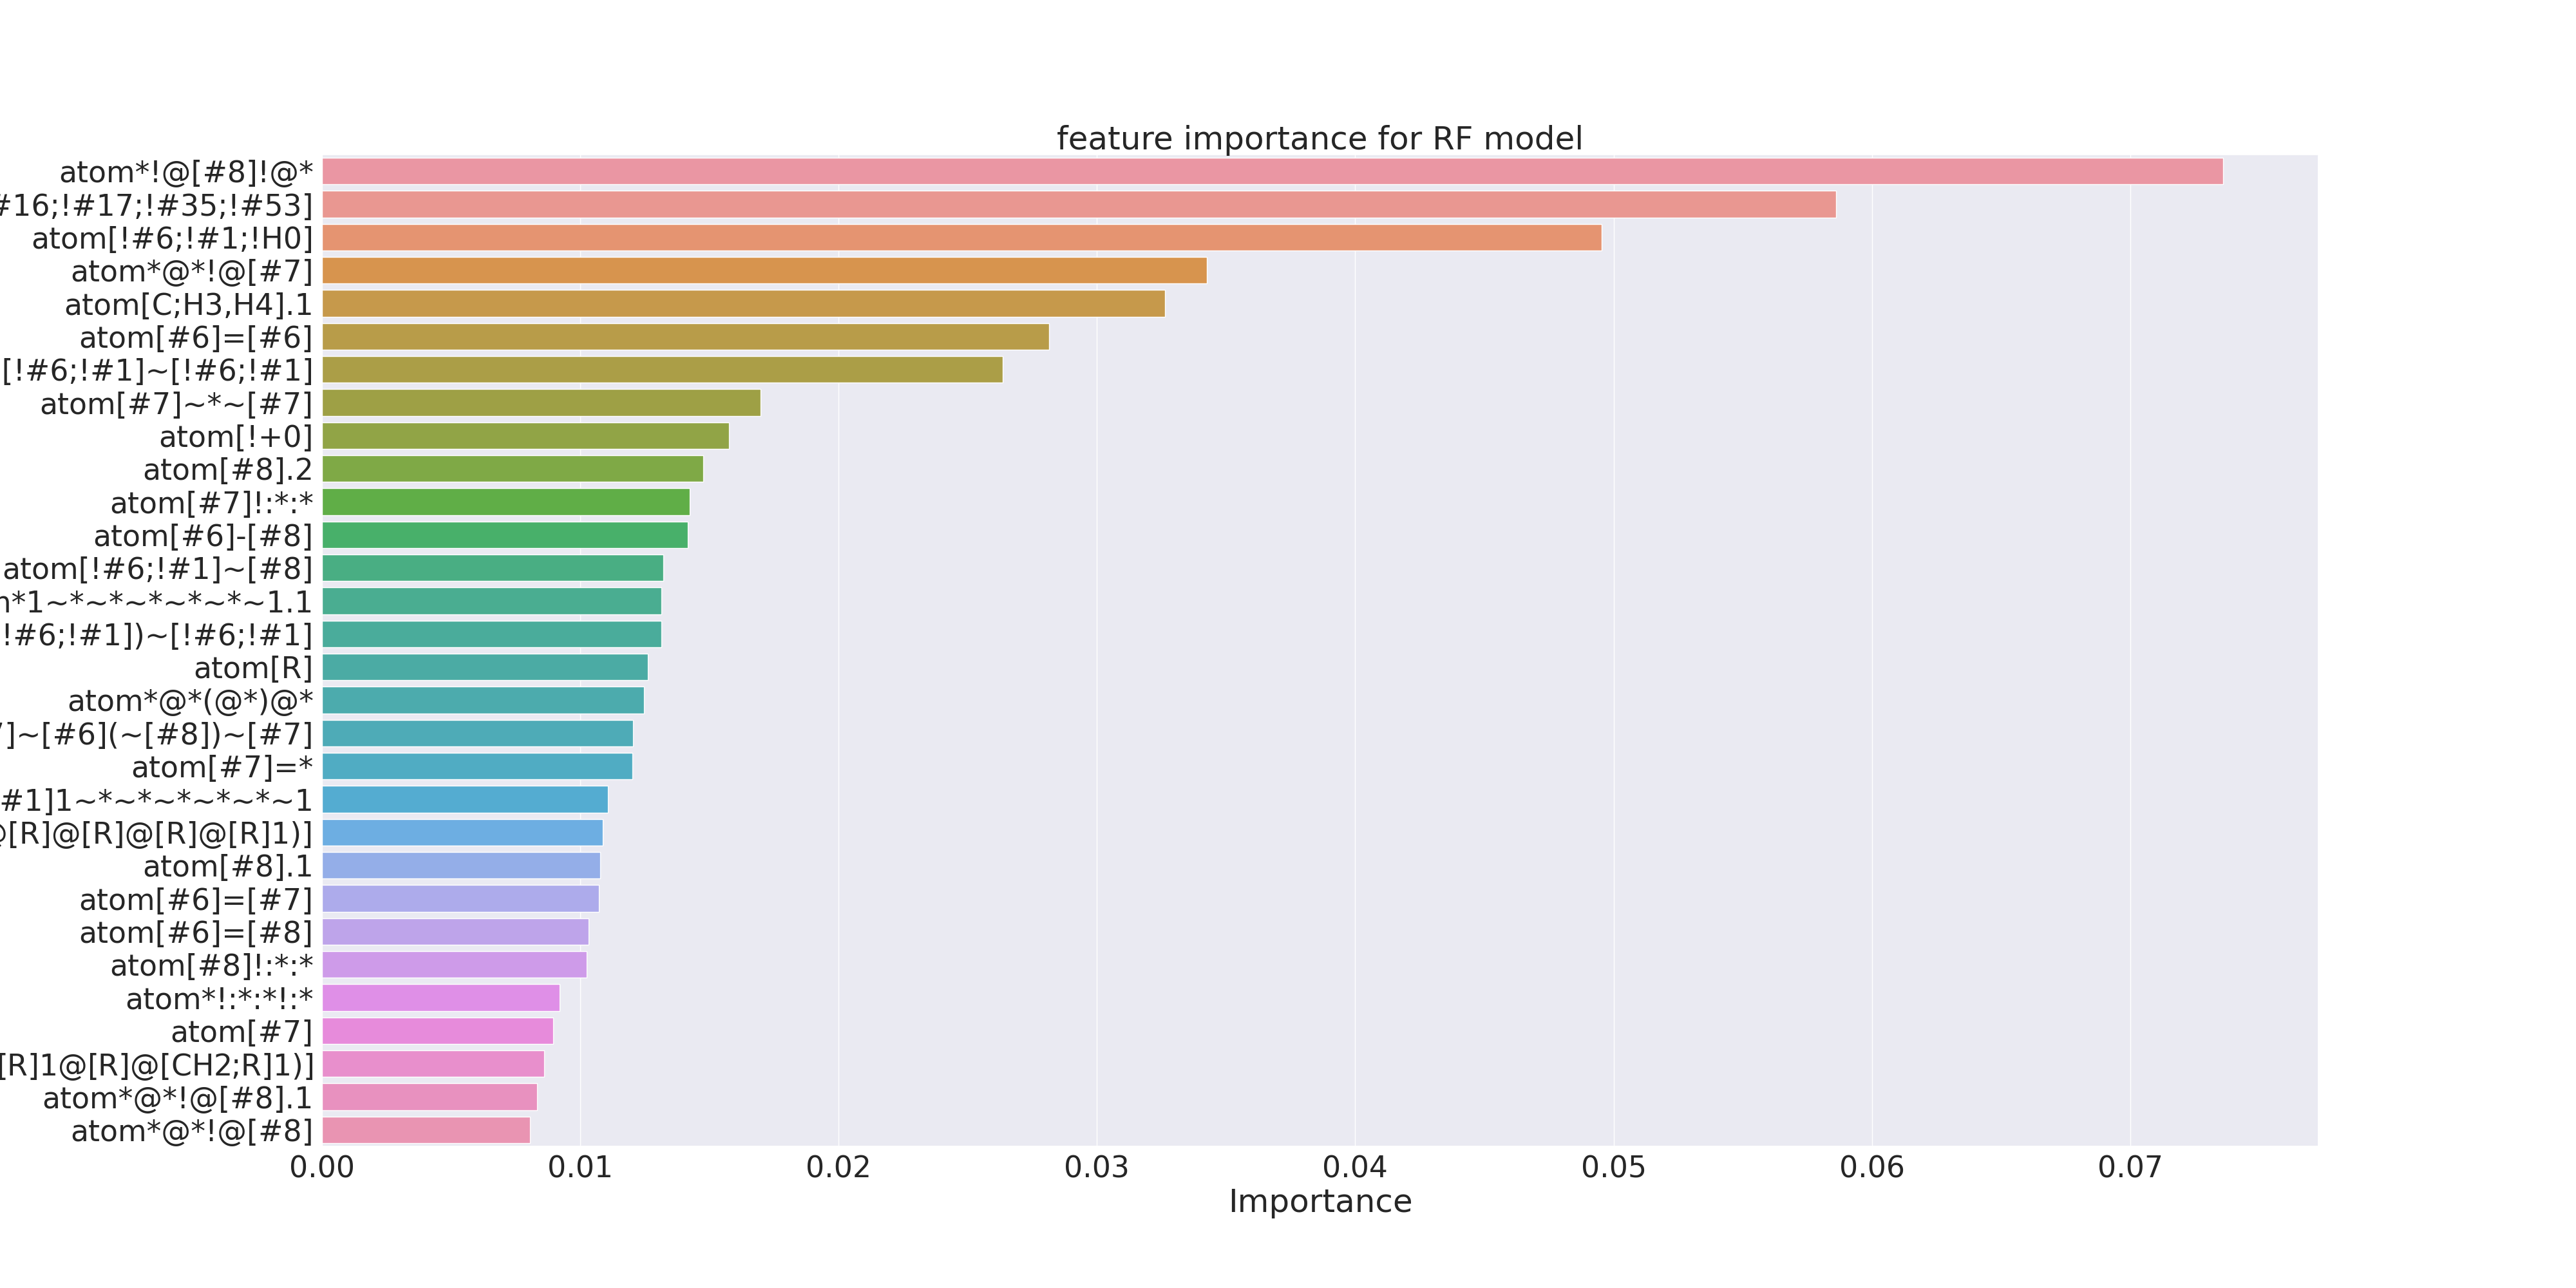 feature importance for RF model
atom*!@[#8]!@*
#16;!#17;!#35;!#53]
atom[!#6;!#1;!H0]
atom*@*!@[#7]
atom[C;H3,H4].1
atom[#6]=[#6]
[!#6;!#1]~[!#6;!#1]
atom[#7]~*~[#7]
atom[!+0]
atom[#8].2
atom[#7]!:*:*
atom[#6]-[#8]
atom[!#6;!#1]~[#8]
*1~*~*~*~*~*~1.1
!#6;!#1])~[!#6;!#1]
atom[R]
atom*@*(@*)@*
]~[#6](~[#8])~[#7]
atom[#7]=*
#1]1~*~*~*~*~*~1
@[R]@[R]@[R]@[R]1)]
atom[#8].1
atom[#6]=[#7]
atom[#6]=[#8]
atom[#8]!:*:*
atom*!:*:*!:*
atom[#7]
[R]1@[R]@[CH2;R]1)]
atom*@*!@[#8].1
atom*@*!@[#8]
0.00 0.01 0.02 0.03 0.04 0.05 0.06 0.07
Importance